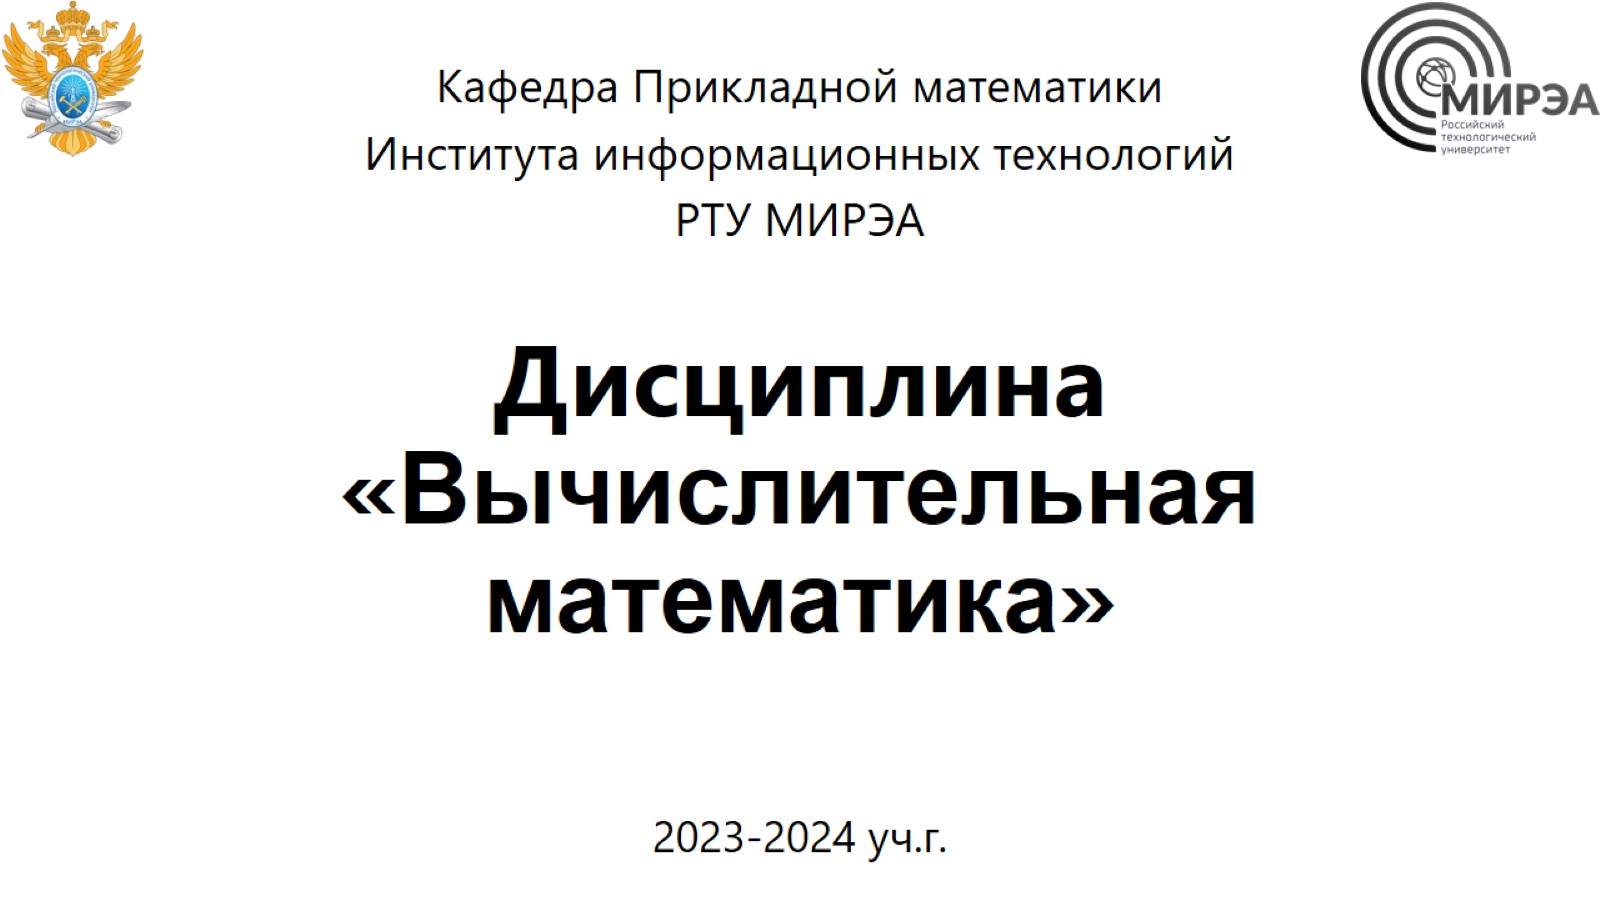 Кафедра Прикладной математики
Института информационных технологий
РТУ МИРЭА
МИРЭА
Российский
технологический
университет
Дисциплина
«Вычислительная
математика»
2023-2024 уч.г.